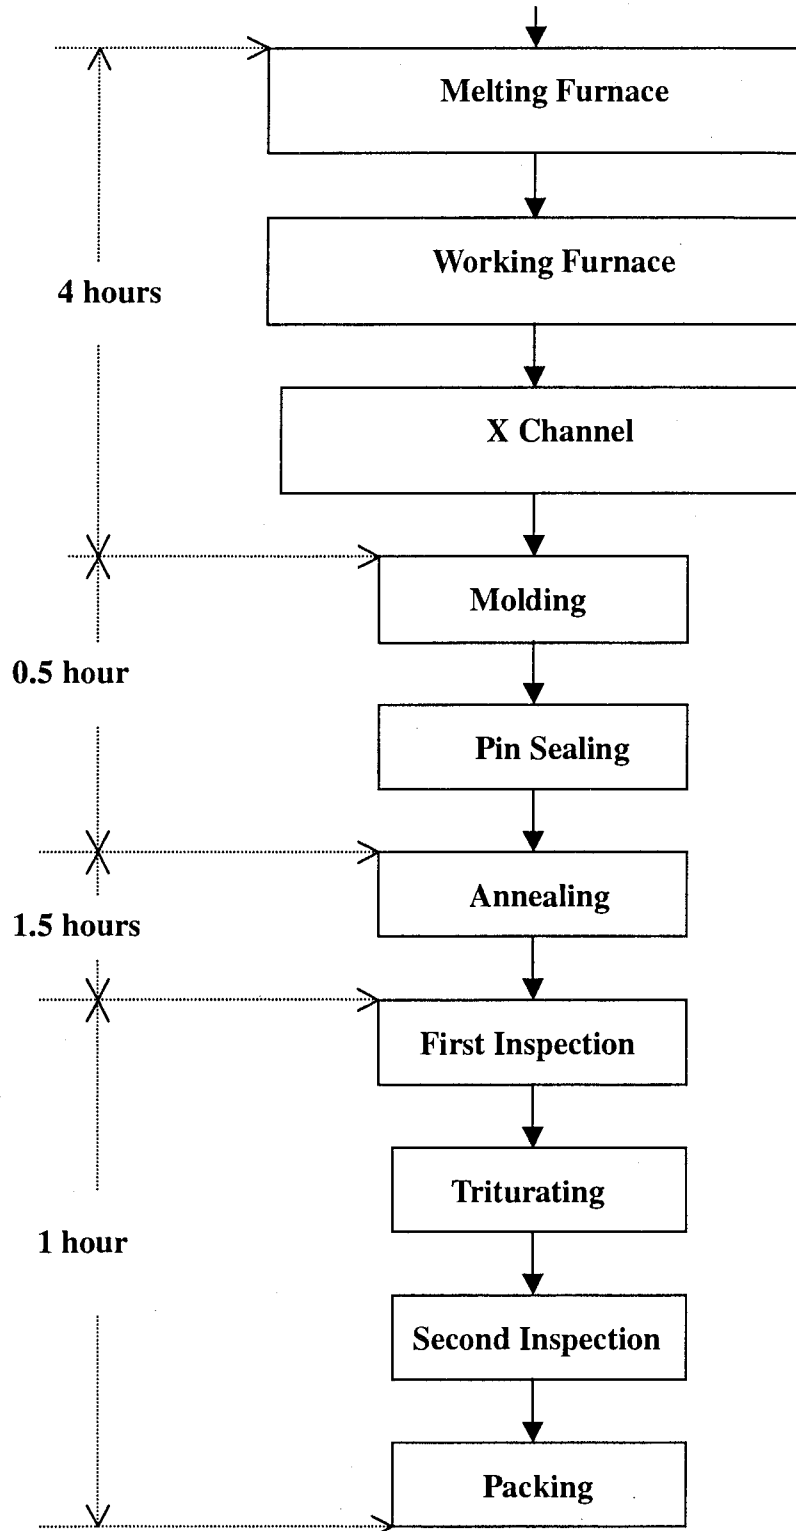 Melting Furnace
Working Furnace
4 hours
X Channel
Molding
0.5 hour
Pin Sealing
Annealing
1.5 hours
First Inspection
Triturating
1 hour
Second Inspection
Packing